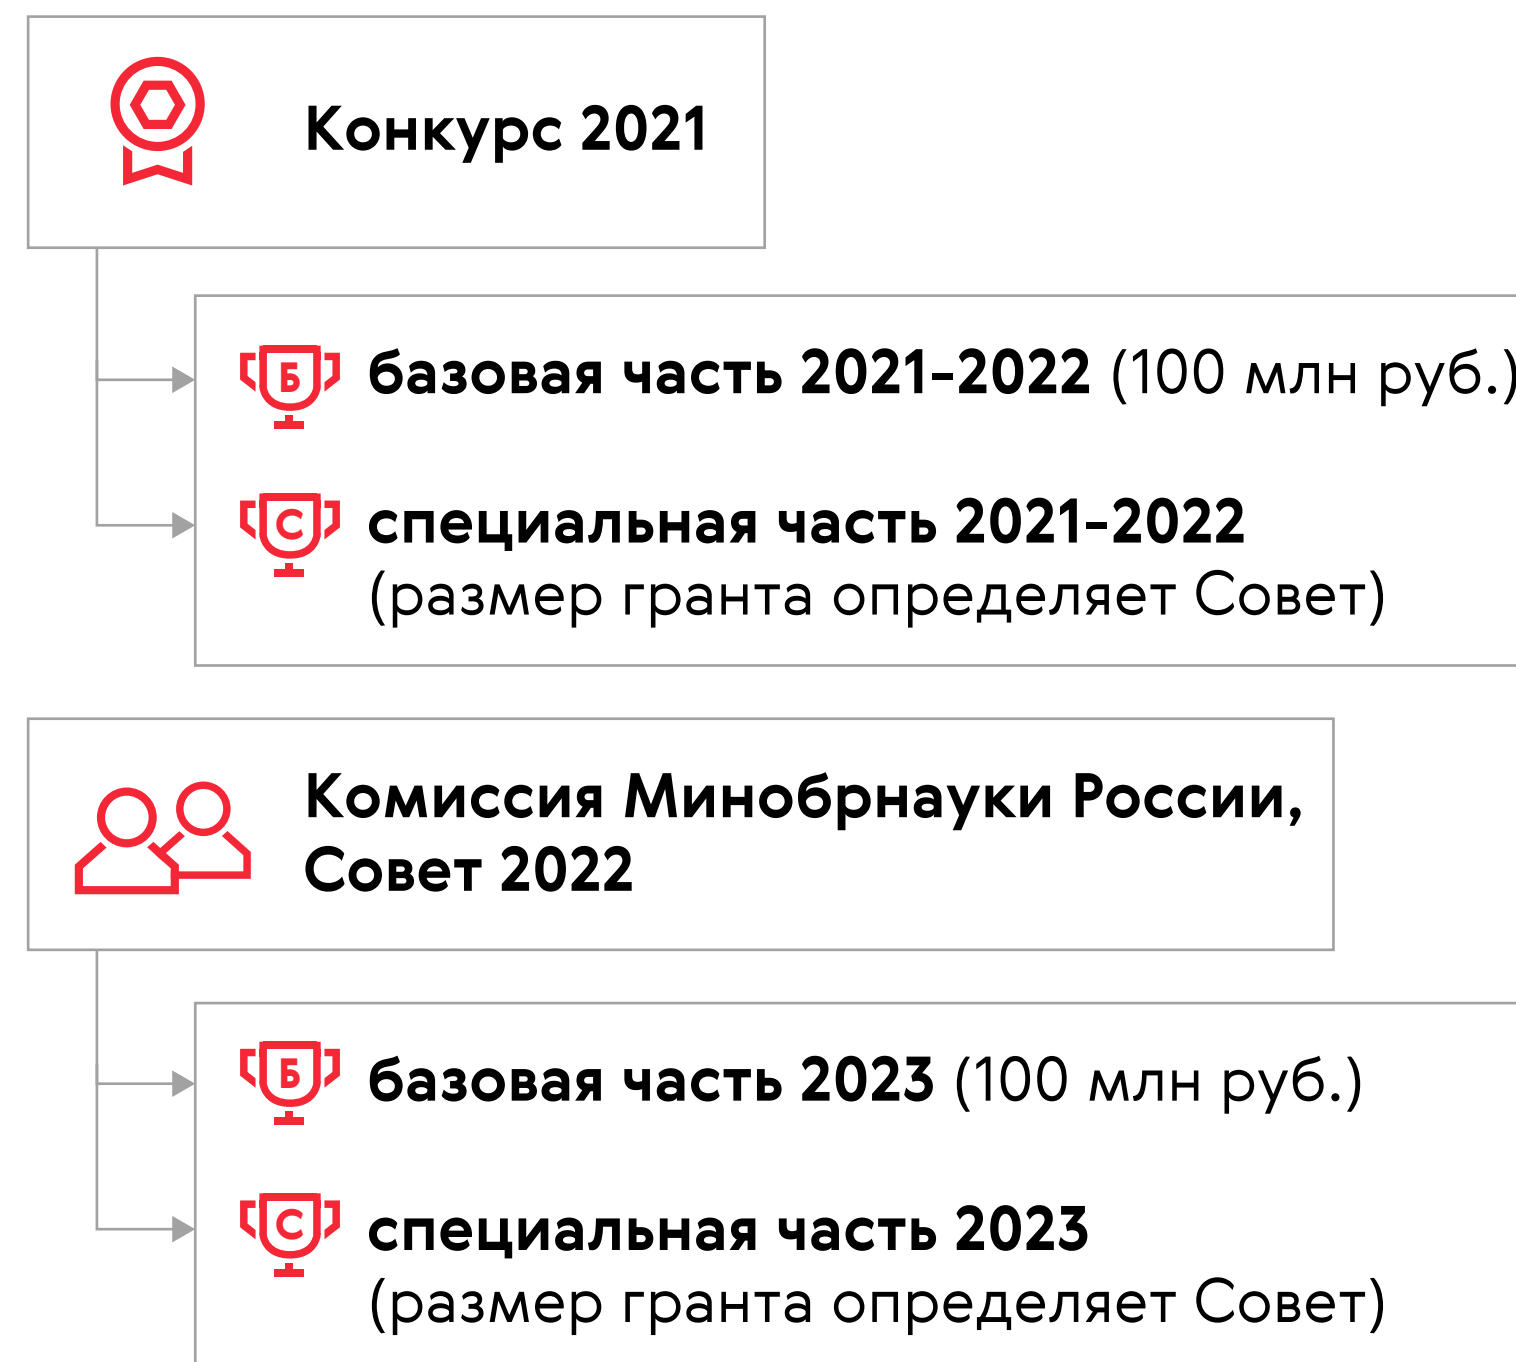 Конкурс 2021
Б базовая часть 2021-2022 (100 млн руб.)
С специальная часть 2021-2022
(размер гранта определяет Совет)
Комиссия Минобрнауки России,
Совет 2022
Б базовая часть 2023 (100 млн руб.)
С специальная часть 2023
(размер гранта определяет Совет)